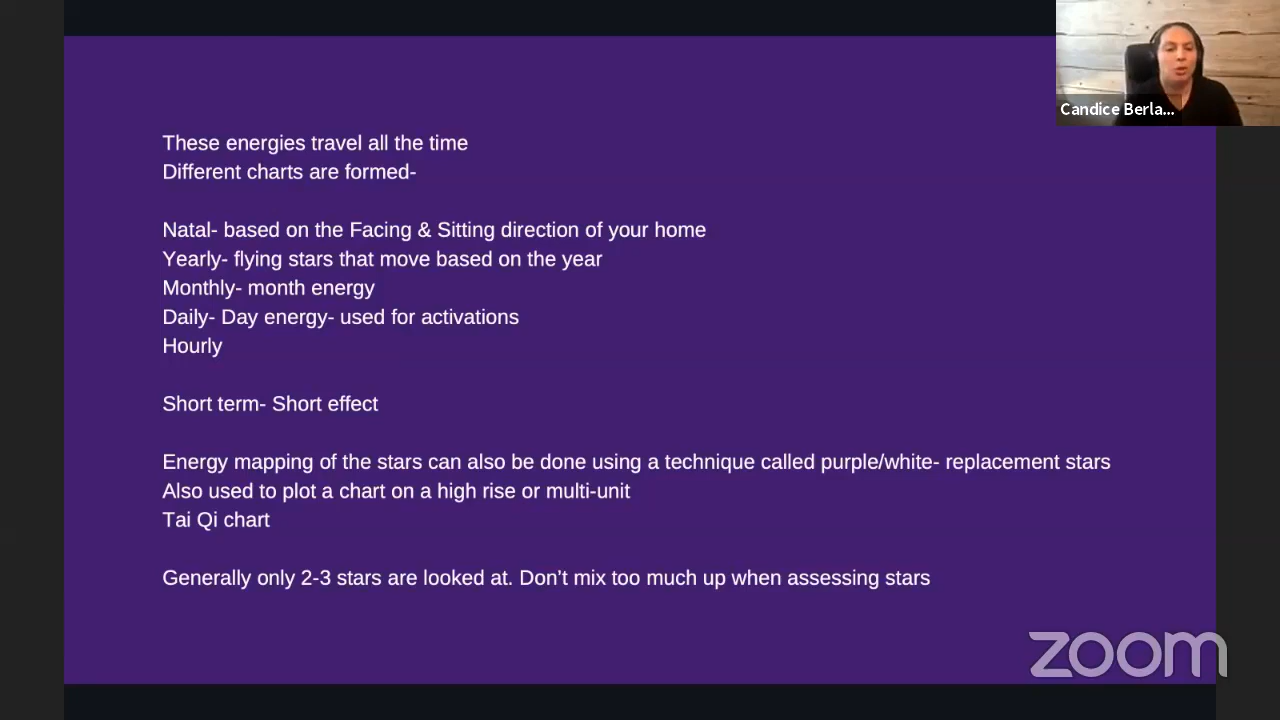 Candice Berla...
These energies travel all the time
Different charts are formed-
Natal- based on the Facing & Sitting direction of your home
Yearly- flying stars that move based on the year
Monthly- month energy
Daily- Day energy- used for activations
Hourly
Short term- Short effect
Energy mapping of the stars can also be done using a technique called purple/white- replacement stars
Also used to plot a chart on a high rise or multi-unit
Tai Qi chart
Generally only 2-3 stars are looked at. Don't mix too much up when assessing stars
zoom